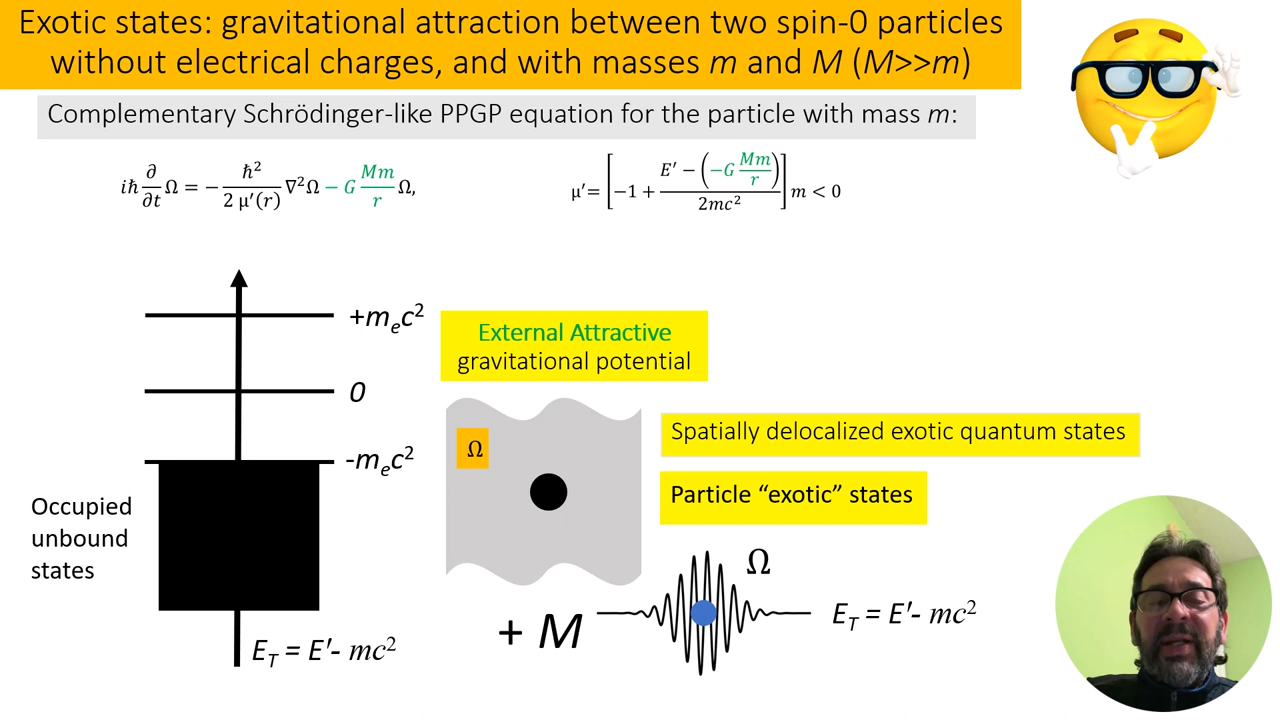 Exotic states: gravitational attraction between two spin-0 particles
without electrical charges, and with masses m and M (M>>m)
Complementary Schrödinger-like PPGP equation for the particle with mass m:
iħ ∂/∂t Ω = − ħ²/(2 μ′(r)) ∇²Ω − G Mm/r Ω,
μ′= [−1 + (E′ − (−G Mm/r))/(2mc²)] m < 0
+mₑc²
External Attractive
gravitational potential
0
Spatially delocalized exotic quantum states
Ω
-mₑc²
Particle “exotic” states
Occupied
unbound
states
Ω
+ M
E_T = E′- mc²
E_T = E′- mc²